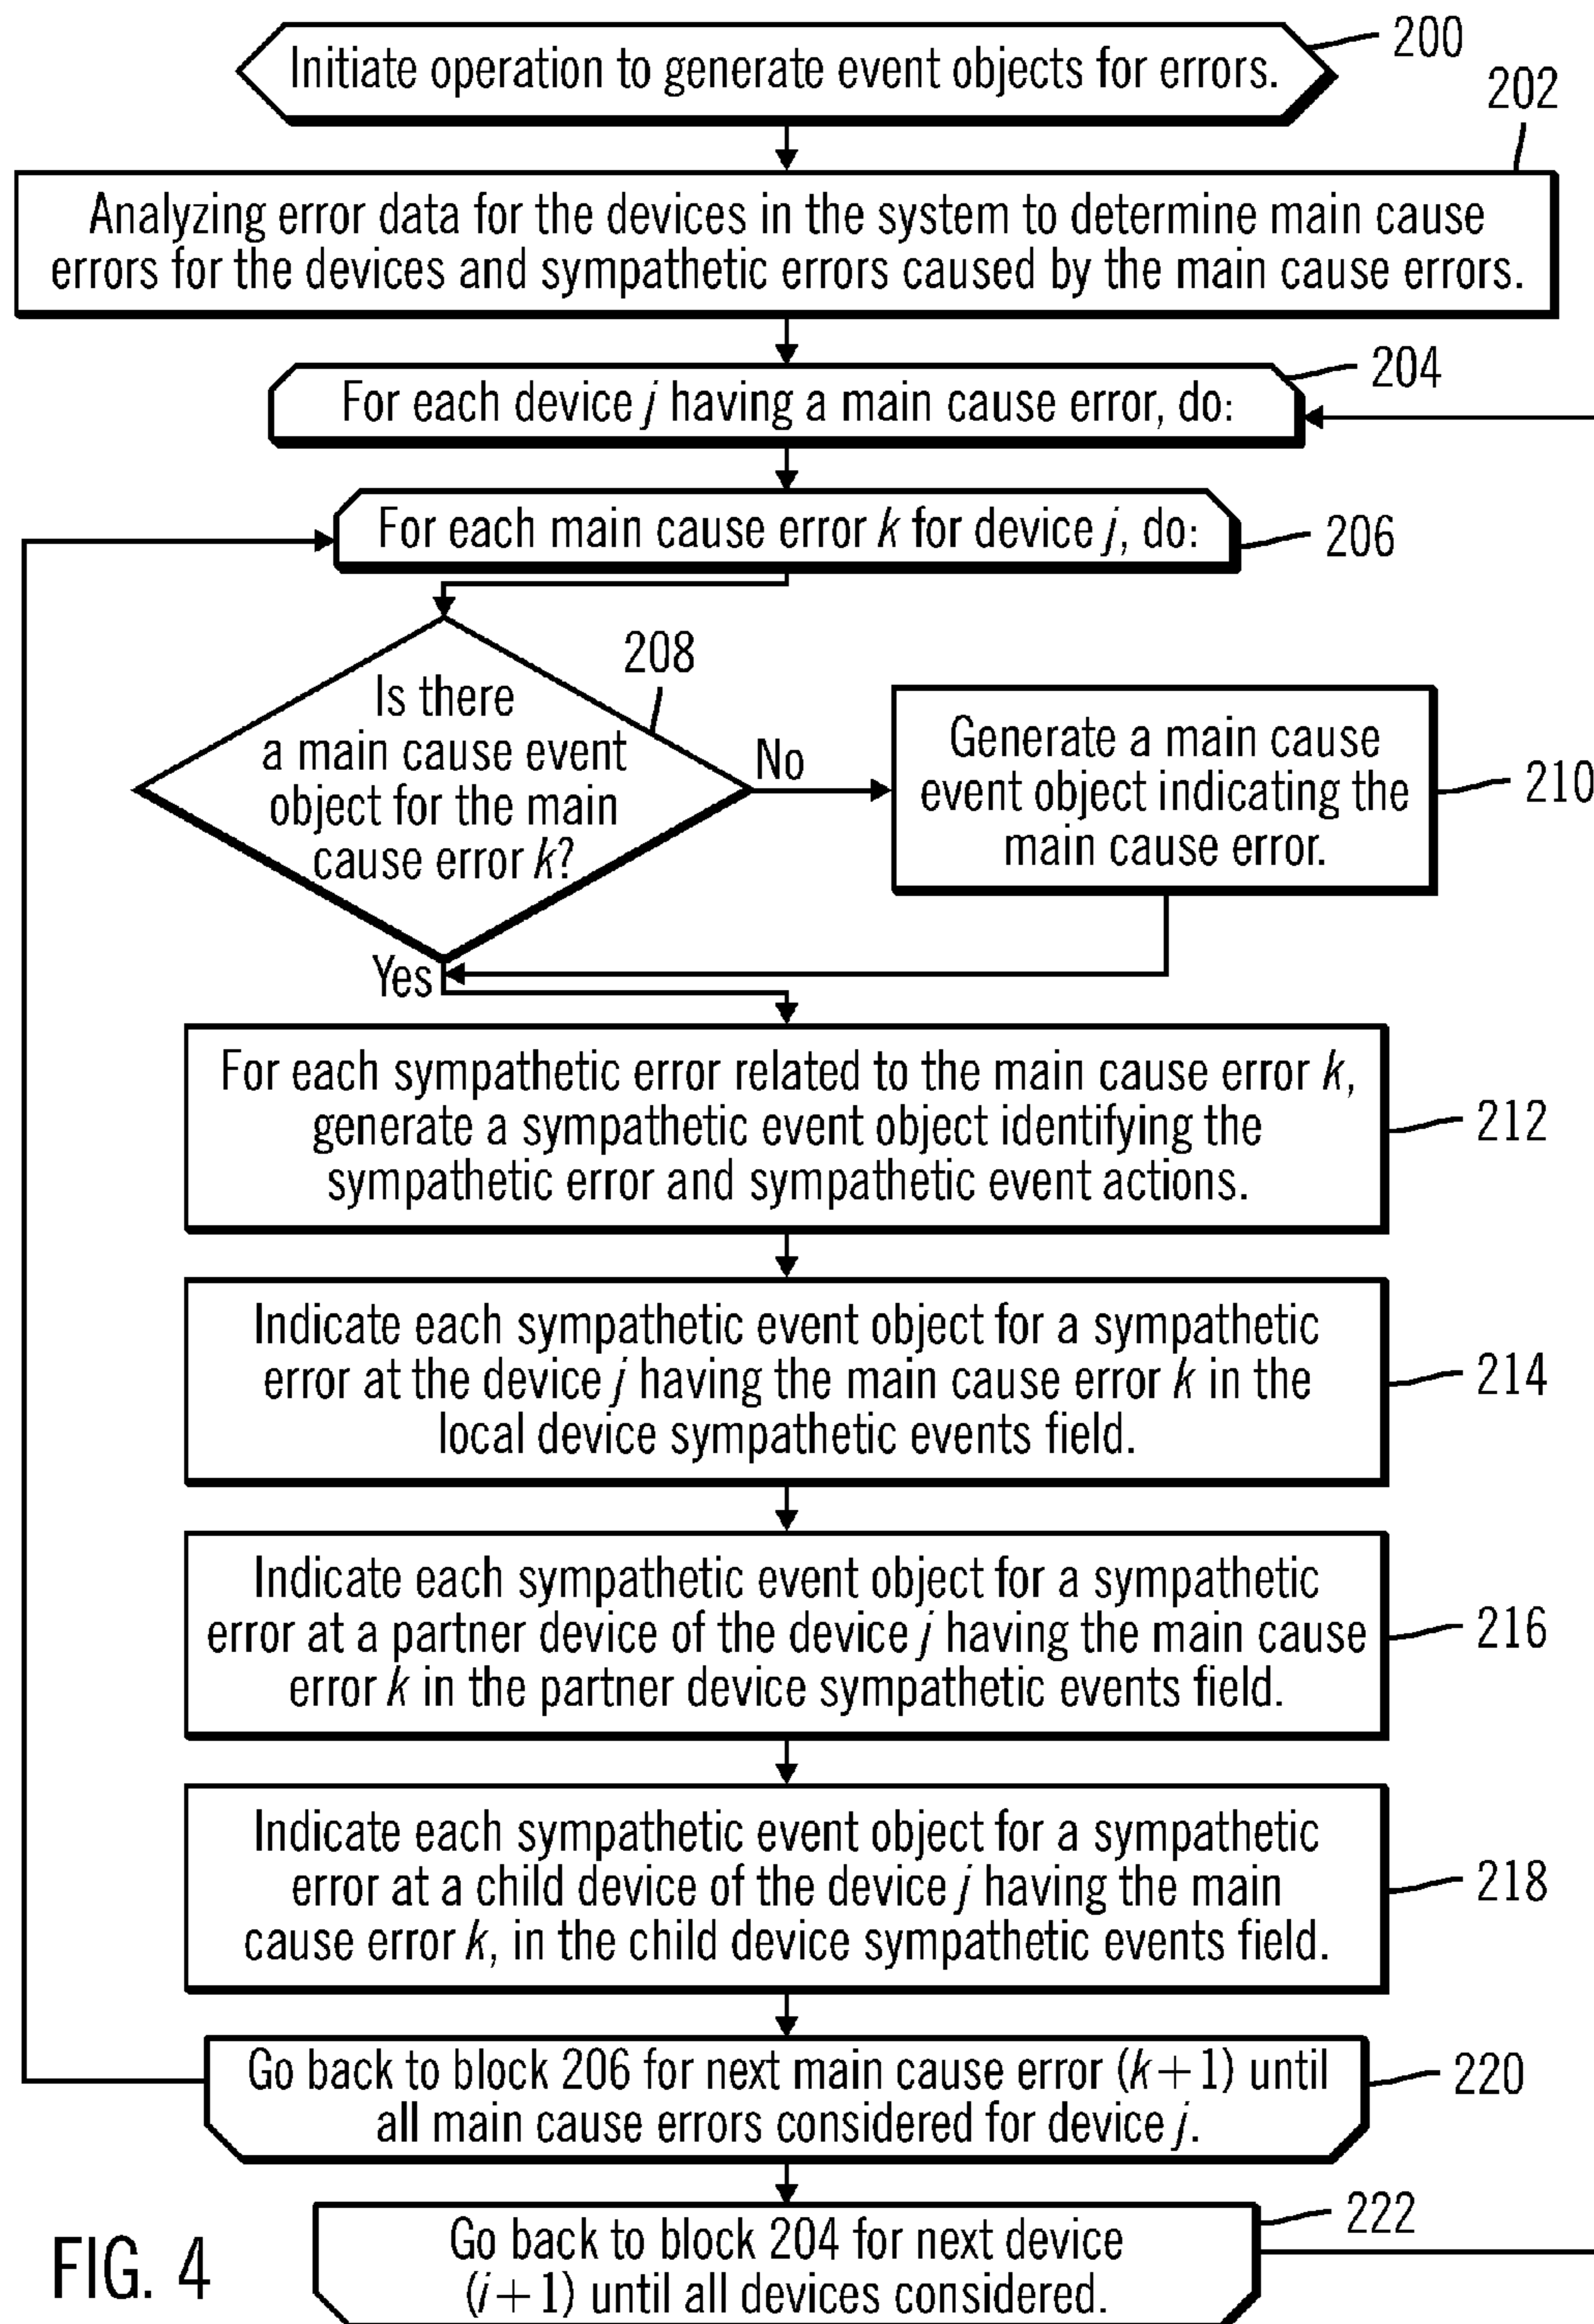 Initiate operation to generate event objects for errors.
200
202
Analyzing error data for the devices in the system to determine main cause
errors for the devices and sympathetic errors caused by the main cause errors.
204
For each device j having a main cause error, do:
For each main cause error k for device j, do:
206
208
Is there
a main cause event
object for the main
cause error k?
No
Generate a main cause
event object indicating the
main cause error.
210
Yes
For each sympathetic error related to the main cause error k,
generate a sympathetic event object identifying the
sympathetic error and sympathetic event actions.
212
Indicate each sympathetic event object for a sympathetic
error at the device j having the main cause error k in the
local device sympathetic events field.
214
Indicate each sympathetic event object for a sympathetic
error at a partner device of the device j having the main cause
error k in the partner device sympathetic events field.
216
Indicate each sympathetic event object for a sympathetic
error at a child device of the device j having the main
cause error k, in the child device sympathetic events field.
218
Go back to block 206 for next main cause error (k+1) until
all main cause errors considered for device j.
220
222
Go back to block 204 for next device
(i+1) until all devices considered.
FIG. 4